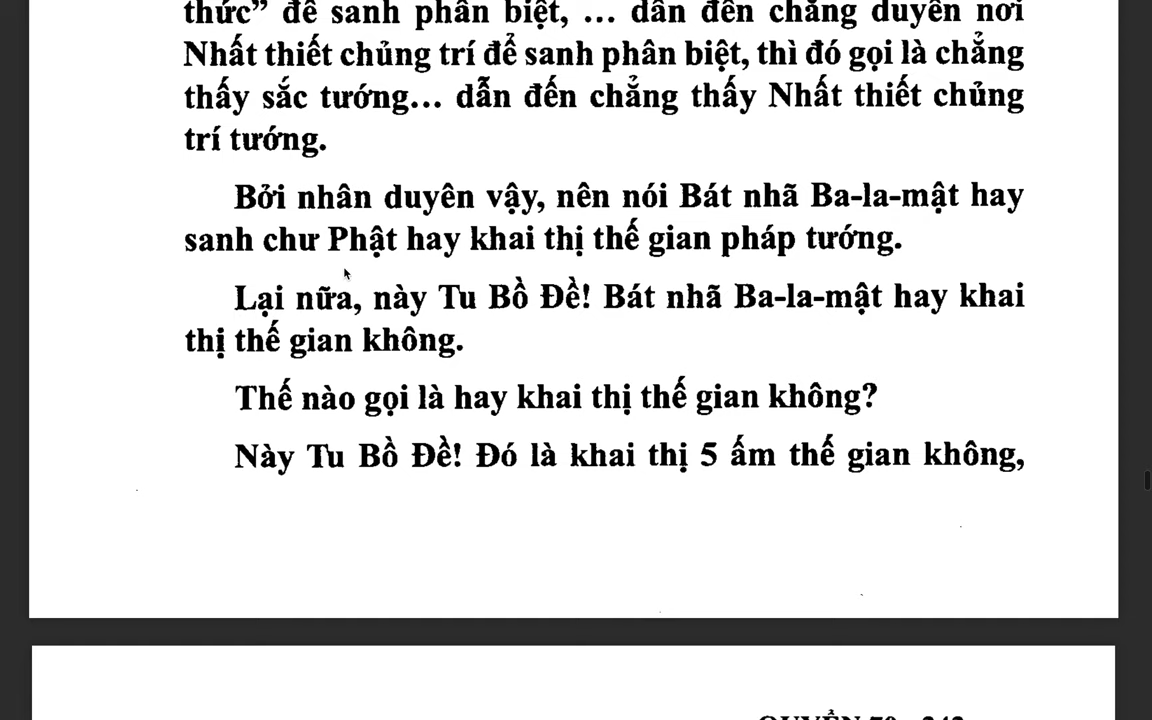 thức” để sanh phân biệt, ... dẫn đến chẳng duyên nơi
Nhất thiết chủng trí để sanh phân biệt, thì đó gọi là chẳng
thấy sắc tướng... dẫn đến chẳng thấy Nhất thiết chủng
trí tướng.
Bởi nhân duyên vậy, nên nói Bát nhã Ba-la-mật hay
sanh chư Phật hay khai thị thế gian pháp tướng.
Lại nữa, này Tu Bồ Đề! Bát nhã Ba-la-mật hay khai
thị thế gian không.
Thế nào gọi là hay khai thị thế gian không?
Này Tu Bồ Đề! Đó là khai thị 5 ấm thế gian không,